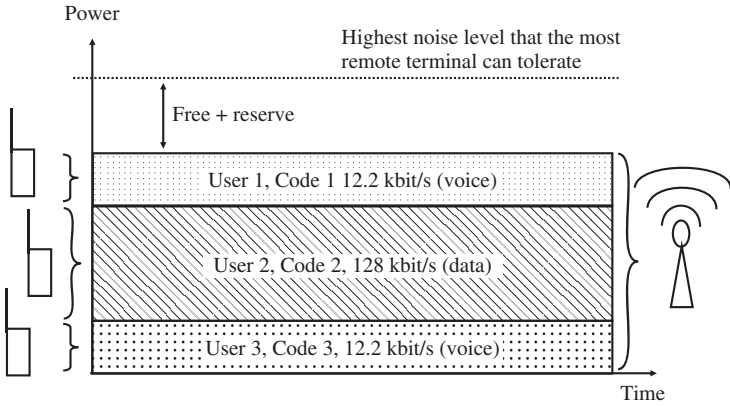 Power
Highest noise level that the most
remote terminal can tolerate
Free + reserve
User 1, Code 1 12.2 kbit/s (voice)
User 2, Code 2, 128 kbit/s (data)
User 3, Code 3, 12.2 kbit/s (voice)
Time